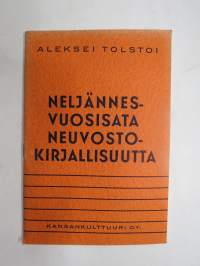 ALEKSEI TOLSTOI
NELJÄNNES-
VUOSISATA
NEUVOSTO-
KIRJALLISUUTTA
KANSANKULTTUURI OY.